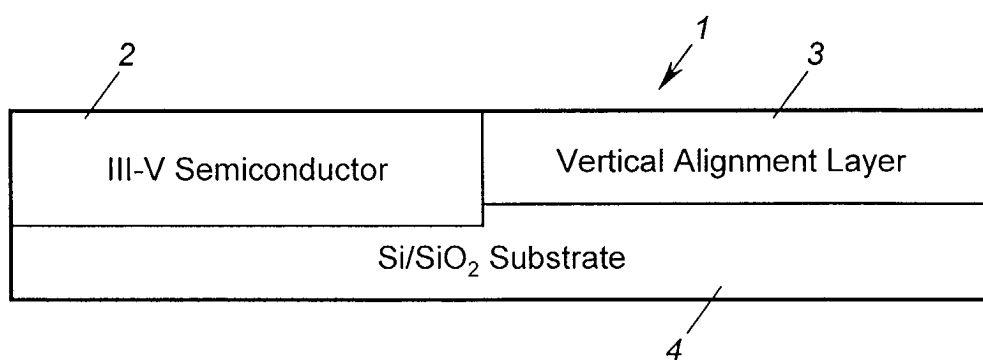 1
2
3
III-V Semiconductor
Vertical Alignment Layer
Si/SiO₂ Substrate
4